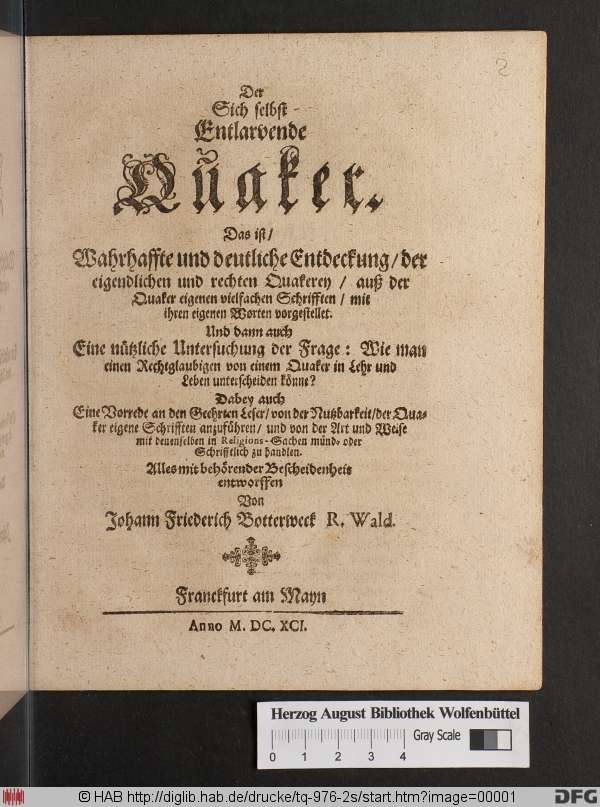 2
Der
Sich selbst
Entlarvende
Quaker.
Das ist/
Wahrhaffte und deutliche Entdeckung/ der
eigendlichen und rechten Quakerey / auß der
Quaker eigenen vielfachen Schrifften / mit
ihren eigenen Worten vorgestellet.
Und dann auch
Eine nützliche Untersuchung der Frage: Wie man
einen Rechtglaubigen von einem Quaker in Lehr und
Leben unterscheiden könne?
Dabey auch
Eine Vorrede an den Geehrten Leser/ von der Nutzbarkeit/ der Qua-
ker eigene Schrifften anzuführen/ und von der Art und Weise
mit denenselben in Religions-Sachen münd- oder
Schrifftlich zu handlen.
Alles mit behörender Bescheidenheit
entworffen
Von
Johann Friederich Botterweck R. Wald.
Franckfurt am Mayn
Anno M. DC. XCI.
Herzog August Bibliothek Wolfenbüttel
0 1 2 3 4 Gray Scale
© HAB http://diglib.hab.de/drucke/tq-976-2s/start.htm?image=00001
DFG